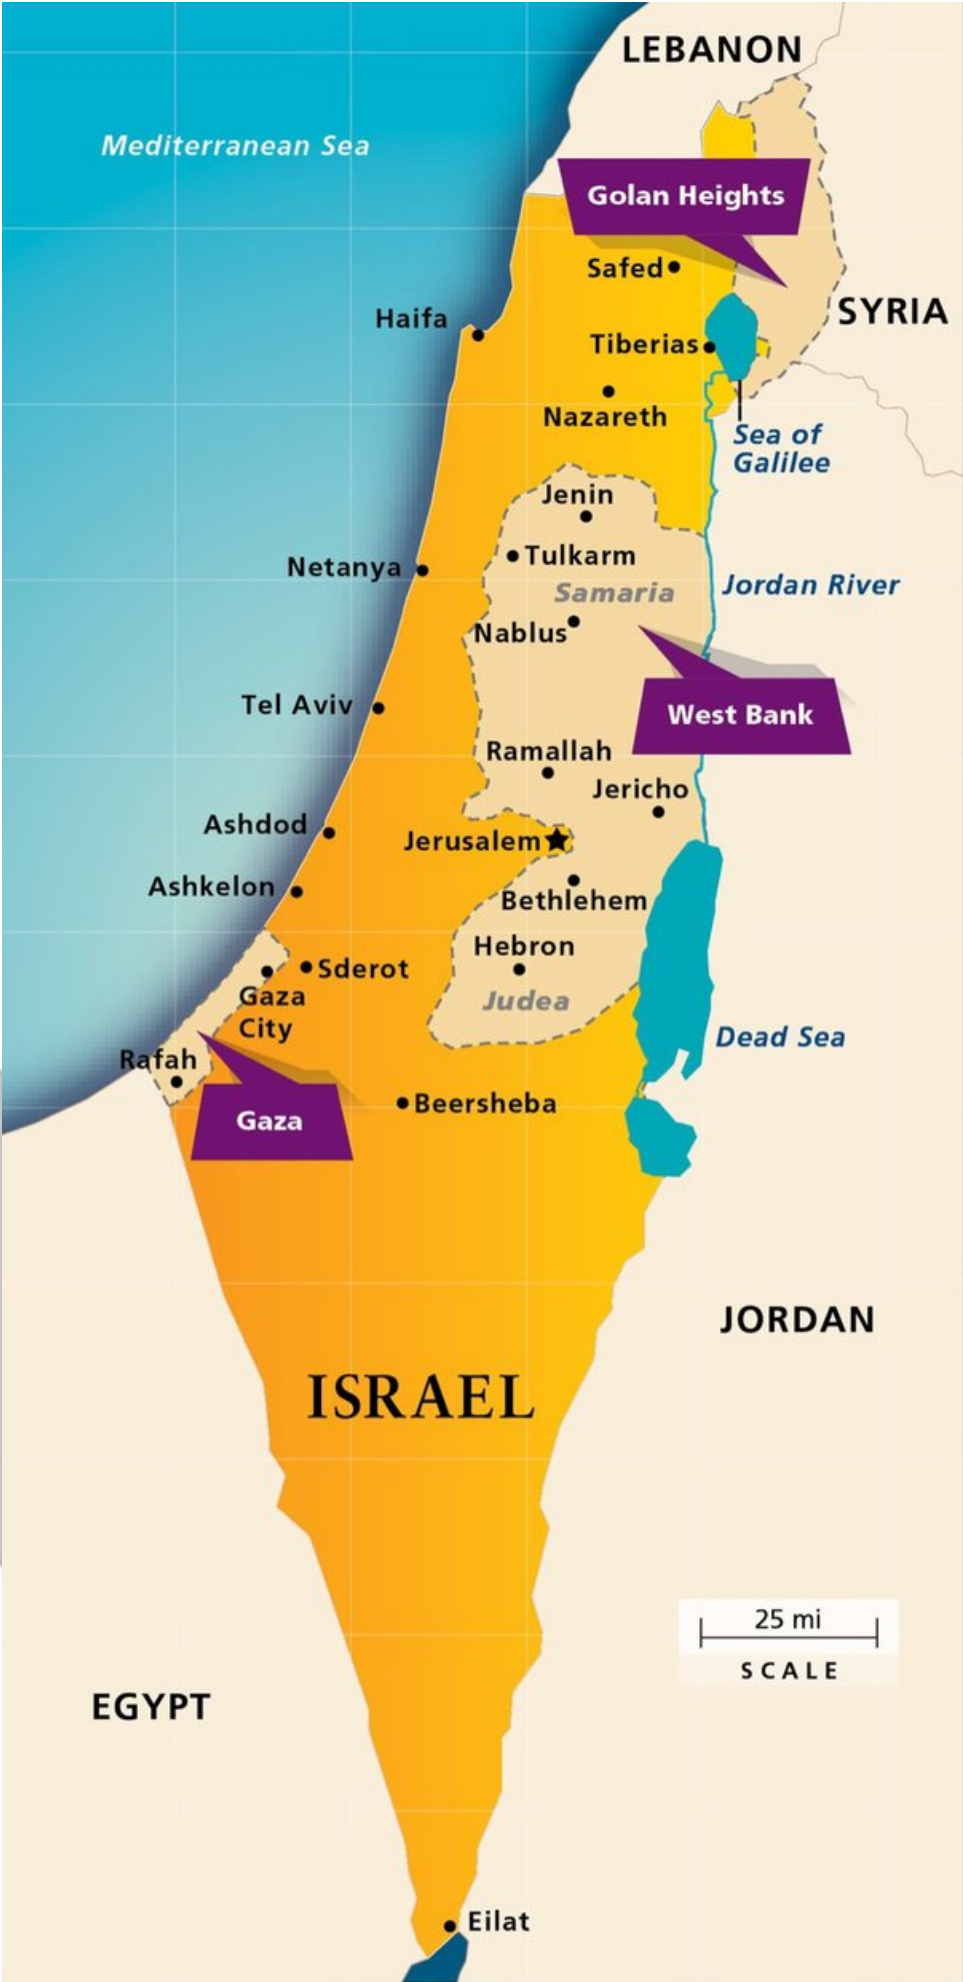 LEBANON
Mediterranean Sea
Golan Heights
Safed
SYRIA
Haifa
Tiberias
Nazareth
Sea of
Galilee
Jenin
Tulkarm
Netanya
Jordan River
Samaria
Nablus
Tel Aviv
West Bank
Ramallah
Jericho
Ashdod
Jerusalem
Ashkelon
Bethlehem
Hebron
Sderot
Gaza
City
Judea
Dead Sea
Rafah
Beersheba
Gaza
JORDAN
ISRAEL
25 mi
SCALE
EGYPT
Eilat